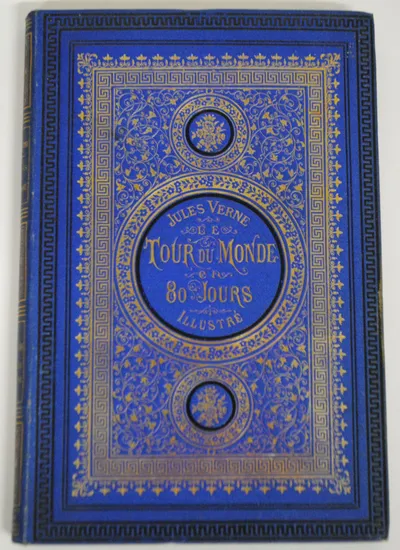 JULES VERNE
LE
TOUR DU MONDE
EN
80 JOURS
ILLUSTRÉ